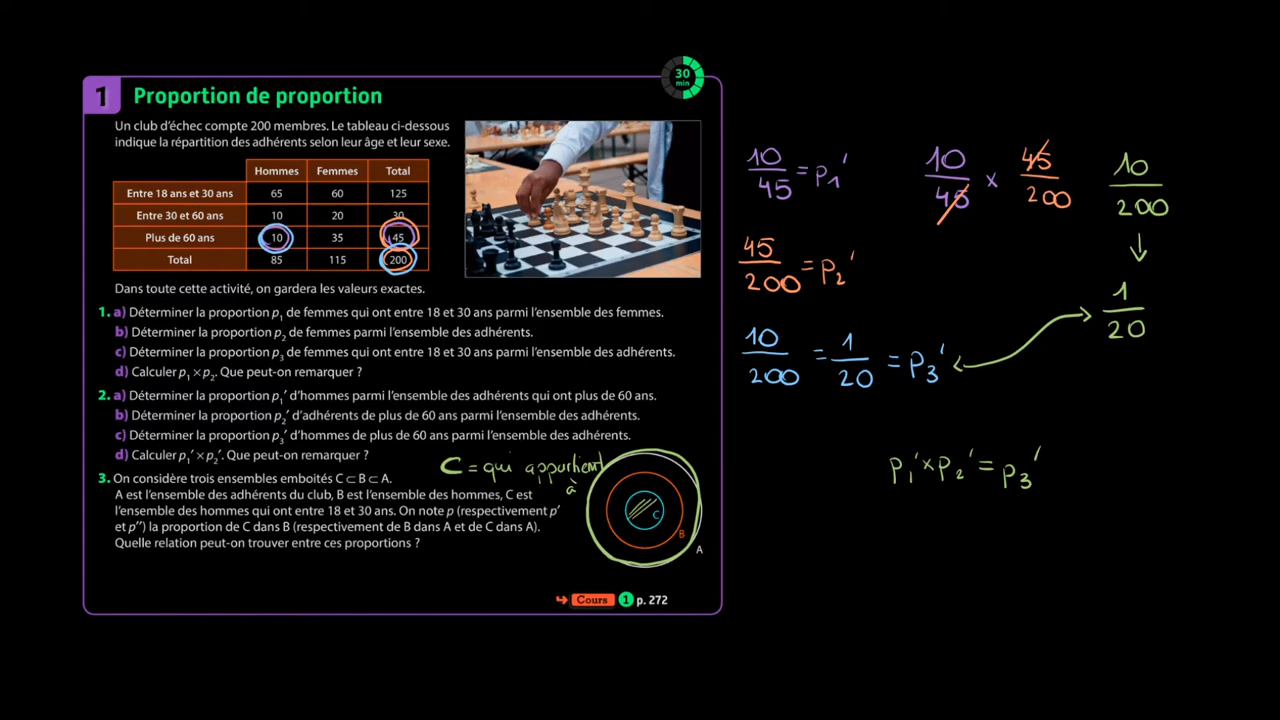 30
min
1 Proportion de proportion
Un club d'échec compte 200 membres. Le tableau ci-dessous
indique la répartition des adhérents selon leur âge et leur sexe.
Hommes Femmes Total
Entre 18 ans et 30 ans 65 60 125
Entre 30 et 60 ans 10 20 30
Plus de 60 ans 10 35 45
Total 85 115 200
Dans toute cette activité, on gardera les valeurs exactes.
1. a) Déterminer la proportion p₁ de femmes qui ont entre 18 et 30 ans parmi l'ensemble des femmes.
b) Déterminer la proportion p₂ de femmes parmi l'ensemble des adhérents.
c) Déterminer la proportion p₃ de femmes qui ont entre 18 et 30 ans parmi l'ensemble des adhérents.
d) Calculer p₁ × p₂. Que peut-on remarquer ?
2. a) Déterminer la proportion p₁′ d'hommes parmi l'ensemble des adhérents qui ont plus de 60 ans.
b) Déterminer la proportion p₂′ d'adhérents de plus de 60 ans parmi l'ensemble des adhérents.
c) Déterminer la proportion p₃′ d'hommes de plus de 60 ans parmi l'ensemble des adhérents.
d) Calculer p₁′ × p₂′. Que peut-on remarquer ?
3. On considère trois ensembles emboités C ⊂ B ⊂ A.
A est l'ensemble des adhérents du club, B est l'ensemble des hommes, C est
l'ensemble des hommes qui ont entre 18 et 30 ans. On note p (respectivement p′
et p″) la proportion de C dans B (respectivement de B dans A et de C dans A).
Quelle relation peut-on trouver entre ces proportions ?
⊂ = qui appartient
à
C
B
A
Cours 1 p. 272
10/45 = p₁′
45/200 = p₂′
10/200 = 1/20 = p₃′
10/45 × 45/200
10/200
↓
1/20
p₁′ × p₂′ = p₃′